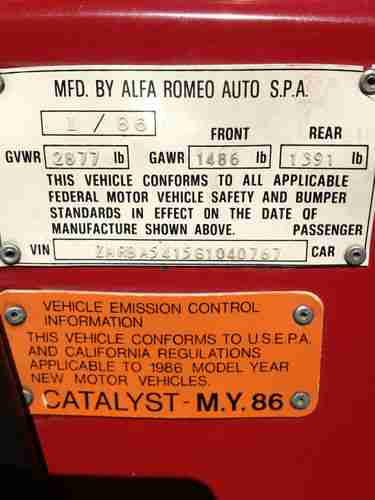 MFD. BY ALFA ROMEO AUTO S.P.A.
1 / 86
FRONT REAR
GVWR 2877 lb GAWR 1486 lb 1391 lb
THIS VEHICLE CONFORMS TO ALL APPLICABLE
FEDERAL MOTOR VEHICLE SAFETY AND BUMPER
STANDARDS IN EFFECT ON THE DATE OF
MANUFACTURE SHOWN ABOVE. PASSENGER
VIN ZARBA5415G1040767 CAR
VEHICLE EMISSION CONTROL
INFORMATION
THIS VEHICLE CONFORMS TO U.S.E.P.A.
AND CALIFORNIA REGULATIONS
APPLICABLE TO 1986 MODEL YEAR
NEW MOTOR VEHICLES.
CATALYST - M.Y. 86